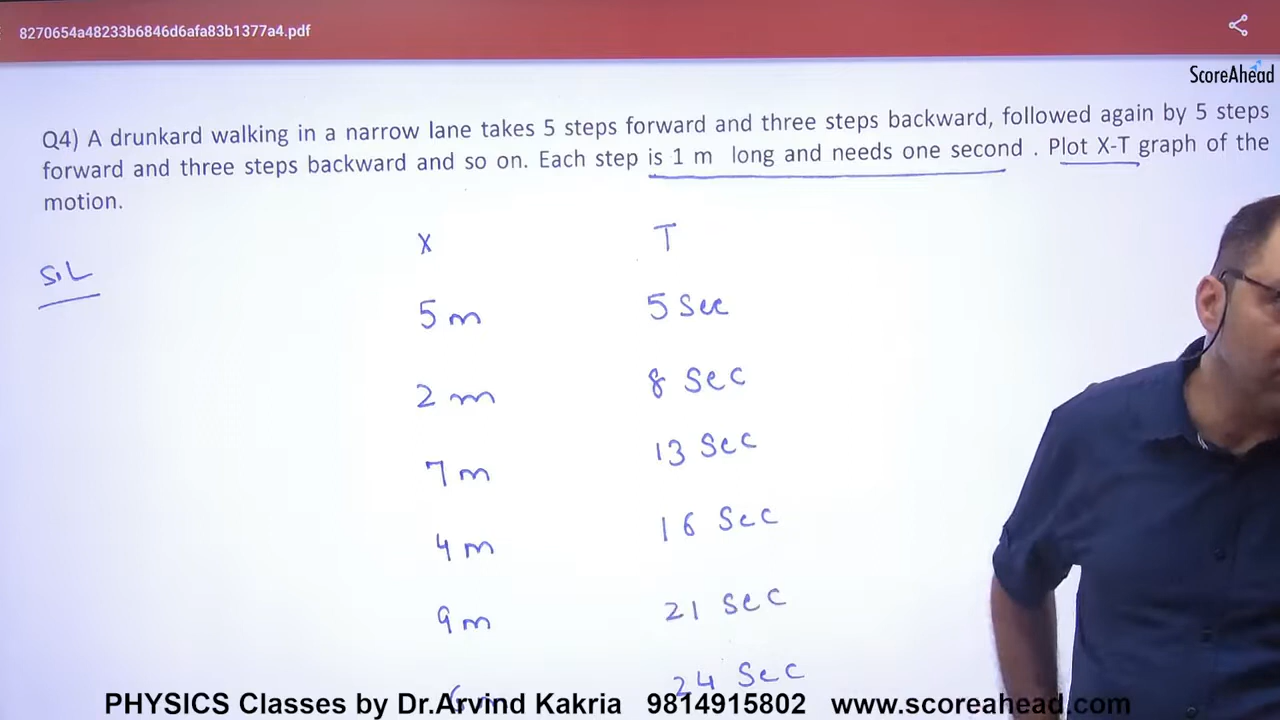 8270654a48233b6846d6afa83b1377a4.pdf
ScoreAhead
Q4) A drunkard walking in a narrow lane takes 5 steps forward and three steps backward, followed again by 5 steps
forward and three steps backward and so on. Each step is 1 m long and needs one second . Plot X-T graph of the
motion.
X T
5 m 5 Sec
2 m 8 Sec
7 m 13 Sec
4 m 16 Sec
9 m 21 Sec
24 Sec
PHYSICS Classes by Dr.Arvind Kakria 9814915802 www.scoreahead.com